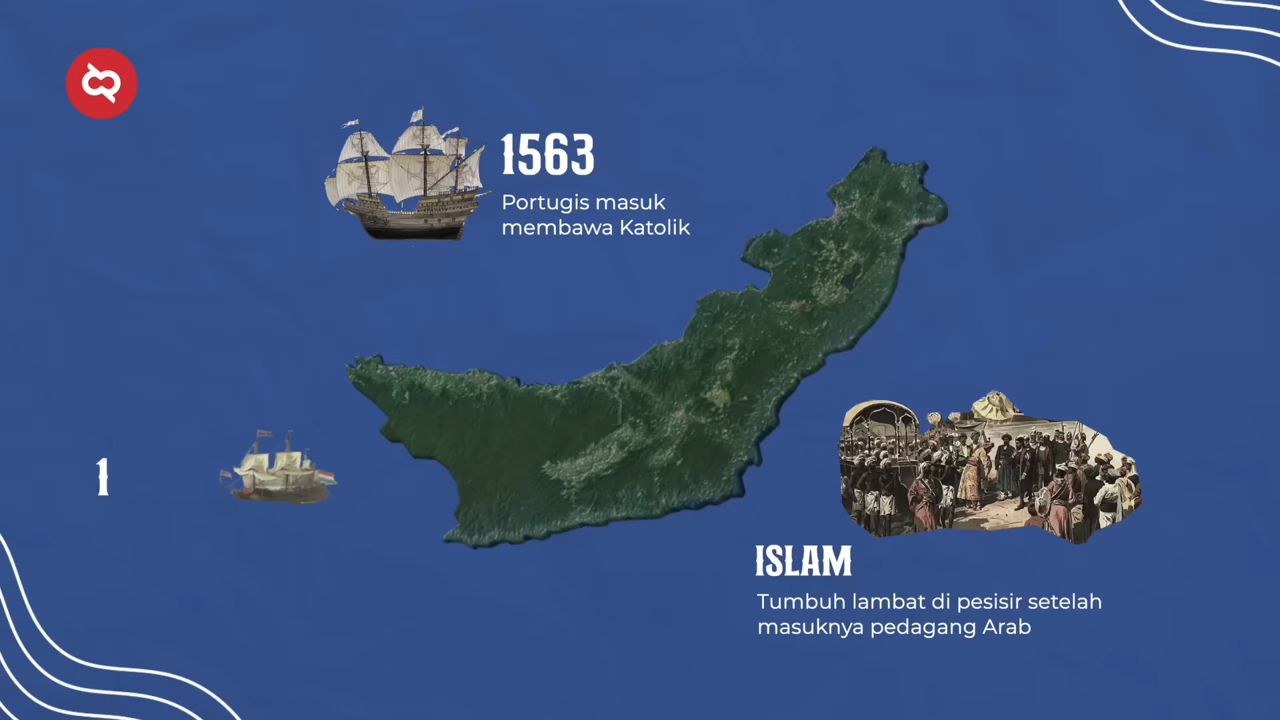 1563
Portugis masuk
membawa Katolik
1
ISLAM
Tumbuh lambat di pesisir setelah
masuknya pedagang Arab